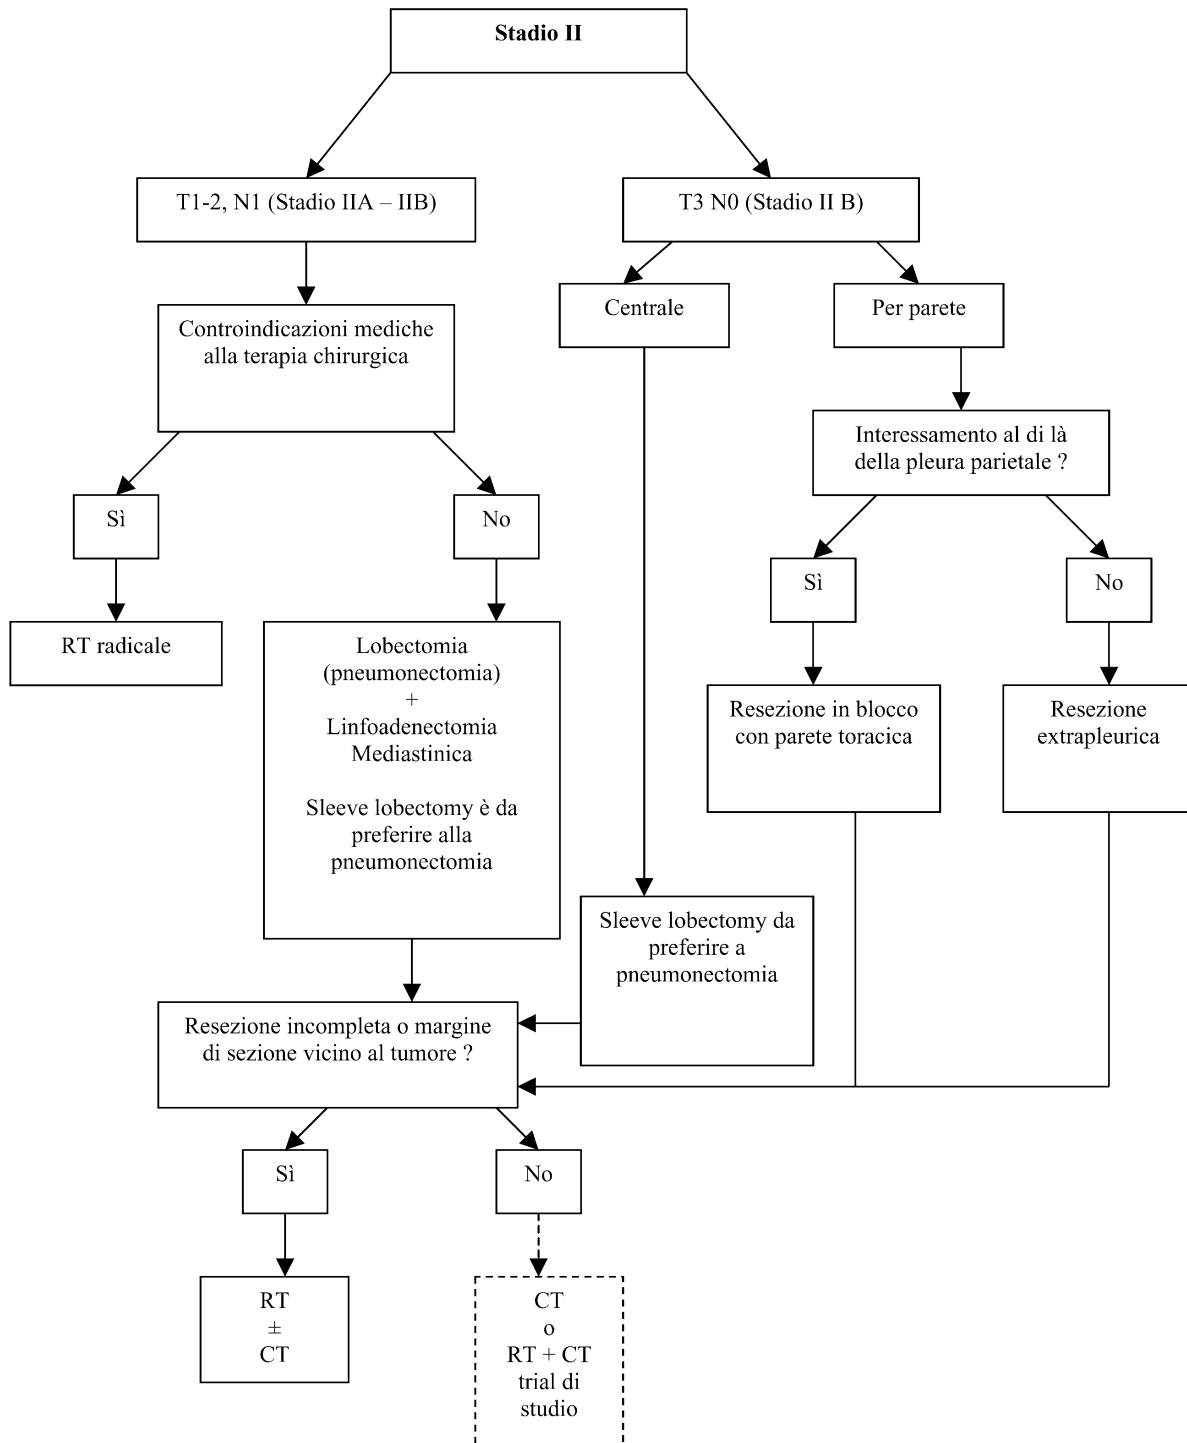 Stadio II
T1-2, N1 (Stadio IIA – IIB)
T3 N0 (Stadio II B)
Centrale
Per parete
Controindicazioni mediche
alla terapia chirurgica
Interessamento al di là
della pleura parietale ?
Sì
No
Sì
No
RT radicale
Lobectomia
(pneumonectomia)
+
Linfoadenectomia
Mediastinica
Sleeve lobectomy è da
preferire alla
pneumonectomia
Resezione in blocco
con parete toracica
Resezione
extrapleurica
Sleeve lobectomy da
preferire a
pneumonectomia
Resezione incompleta o margine
di sezione vicino al tumore ?
Sì
No
RT
±
CT
CT
o
RT + CT
trial di
studio